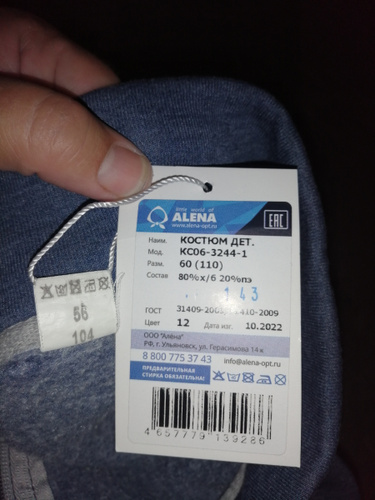 little world of
ALENA
www.alena-opt.ru
EAC
Наим. КОСТЮМ ДЕТ.
Мод. КС06-3244-1
Разм. 60 (110)
Состав 80%х/б 20%пэ
143
ГОСТ 31409-2009
Цвет 12 Дата изг. 10.2022
ООО "Алёна"
РФ, г. Ульяновск, ул. Герасимова 14 к
8 800 775 37 43 info@alena-opt.ru
ПРЕДВАРИТЕЛЬНАЯ
СТИРКА ОБЯЗАТЕЛЬНА!
ООО "Алёна"
4 657779 139286
56
104